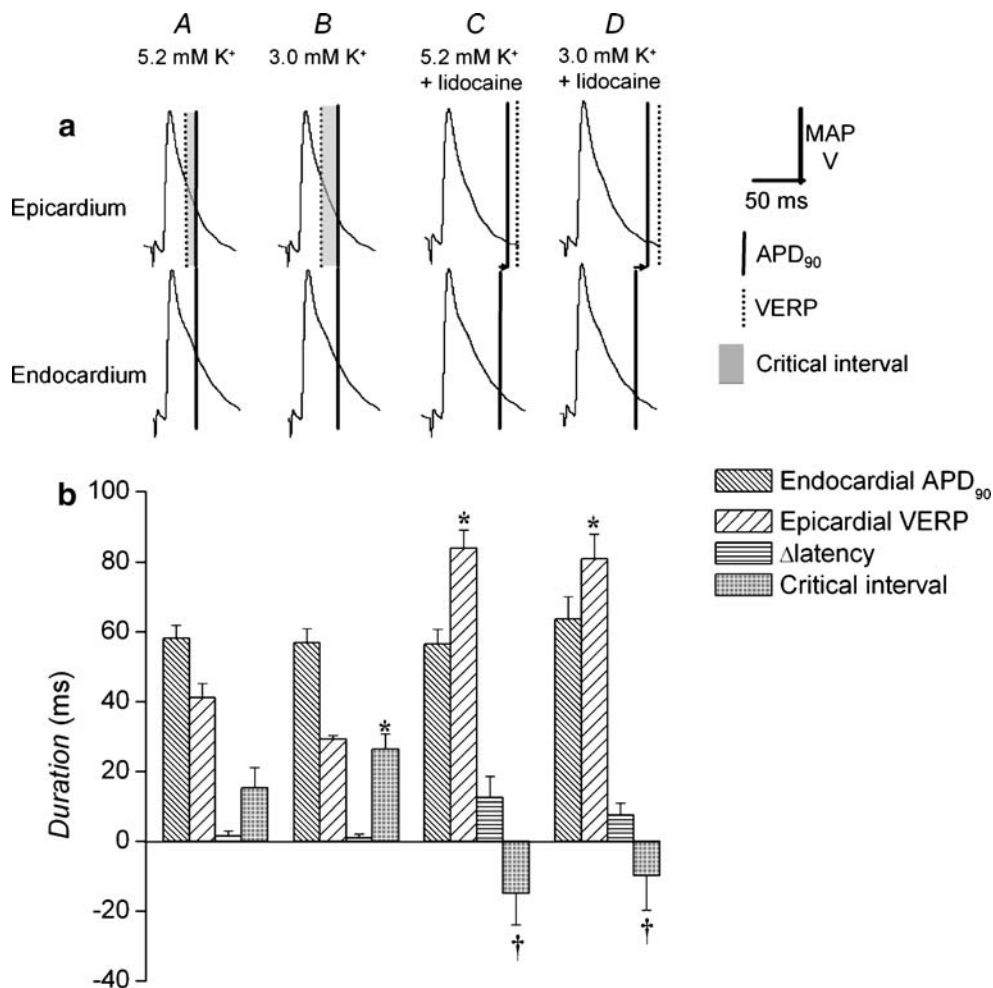 A B C D
5.2 mM K⁺ 3.0 mM K⁺ 5.2 mM K⁺ 3.0 mM K⁺
+ lidocaine + lidocaine
a
MAP
V
50 ms
Epicardium
APD₉₀
VERP
Critical interval
Endocardium
b
Endocardial APD₉₀
Epicardial VERP
Δlatency
Critical interval
Duration (ms)
100
80
60
40
20
0
-20
-40
* * *
† †